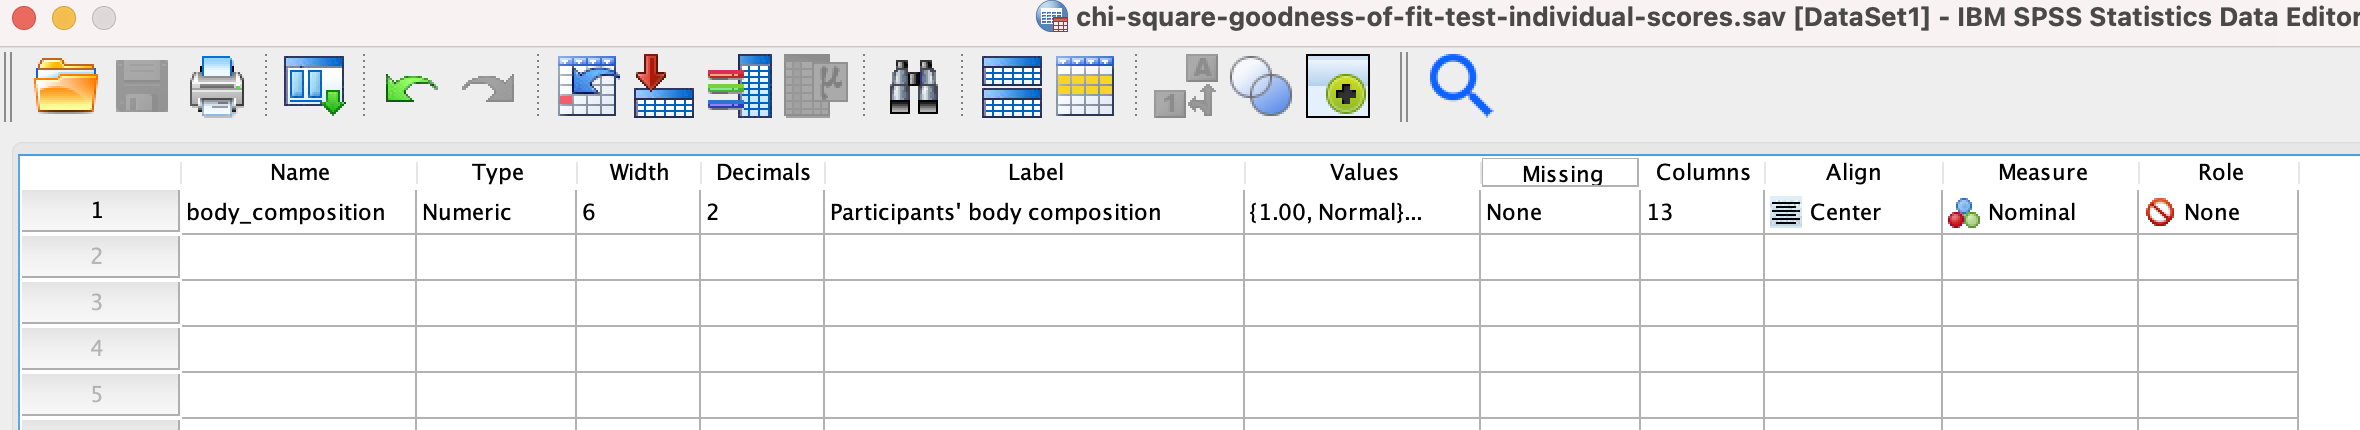 chi-square-goodness-of-fit-test-individual-scores.sav [DataSet1] - IBM SPSS Statistics Data Editor
A
1
μ
Name Type Width Decimals Label Values Missing Columns Align Measure Role
1 body_composition Numeric 6 2 Participants' body composition {1.00, Normal}... None 13 Center Nominal None
2
3
4
5